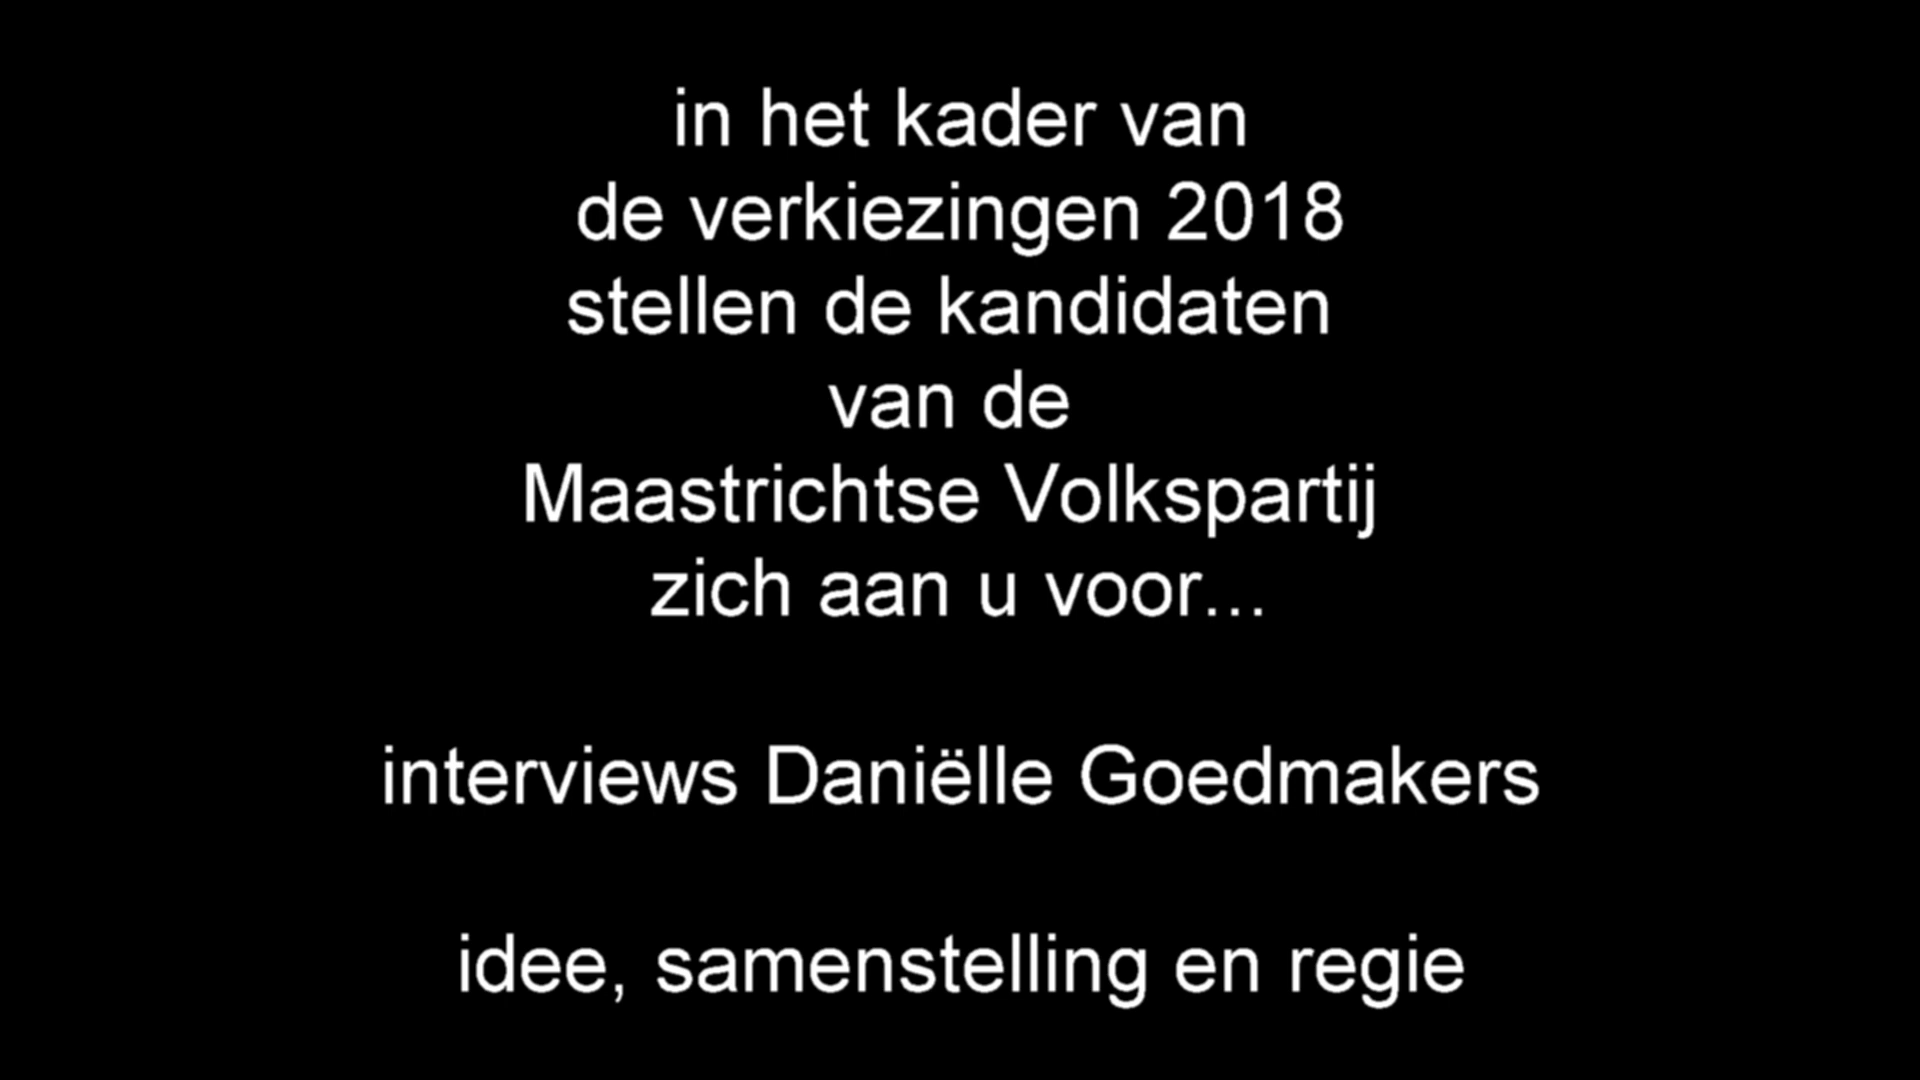 in het kader van
de verkiezingen 2018
stellen de kandidaten
van de
Maastrichtse Volkspartij
zich aan u voor...
interviews Daniëlle Goedmakers
idee, samenstelling en regie